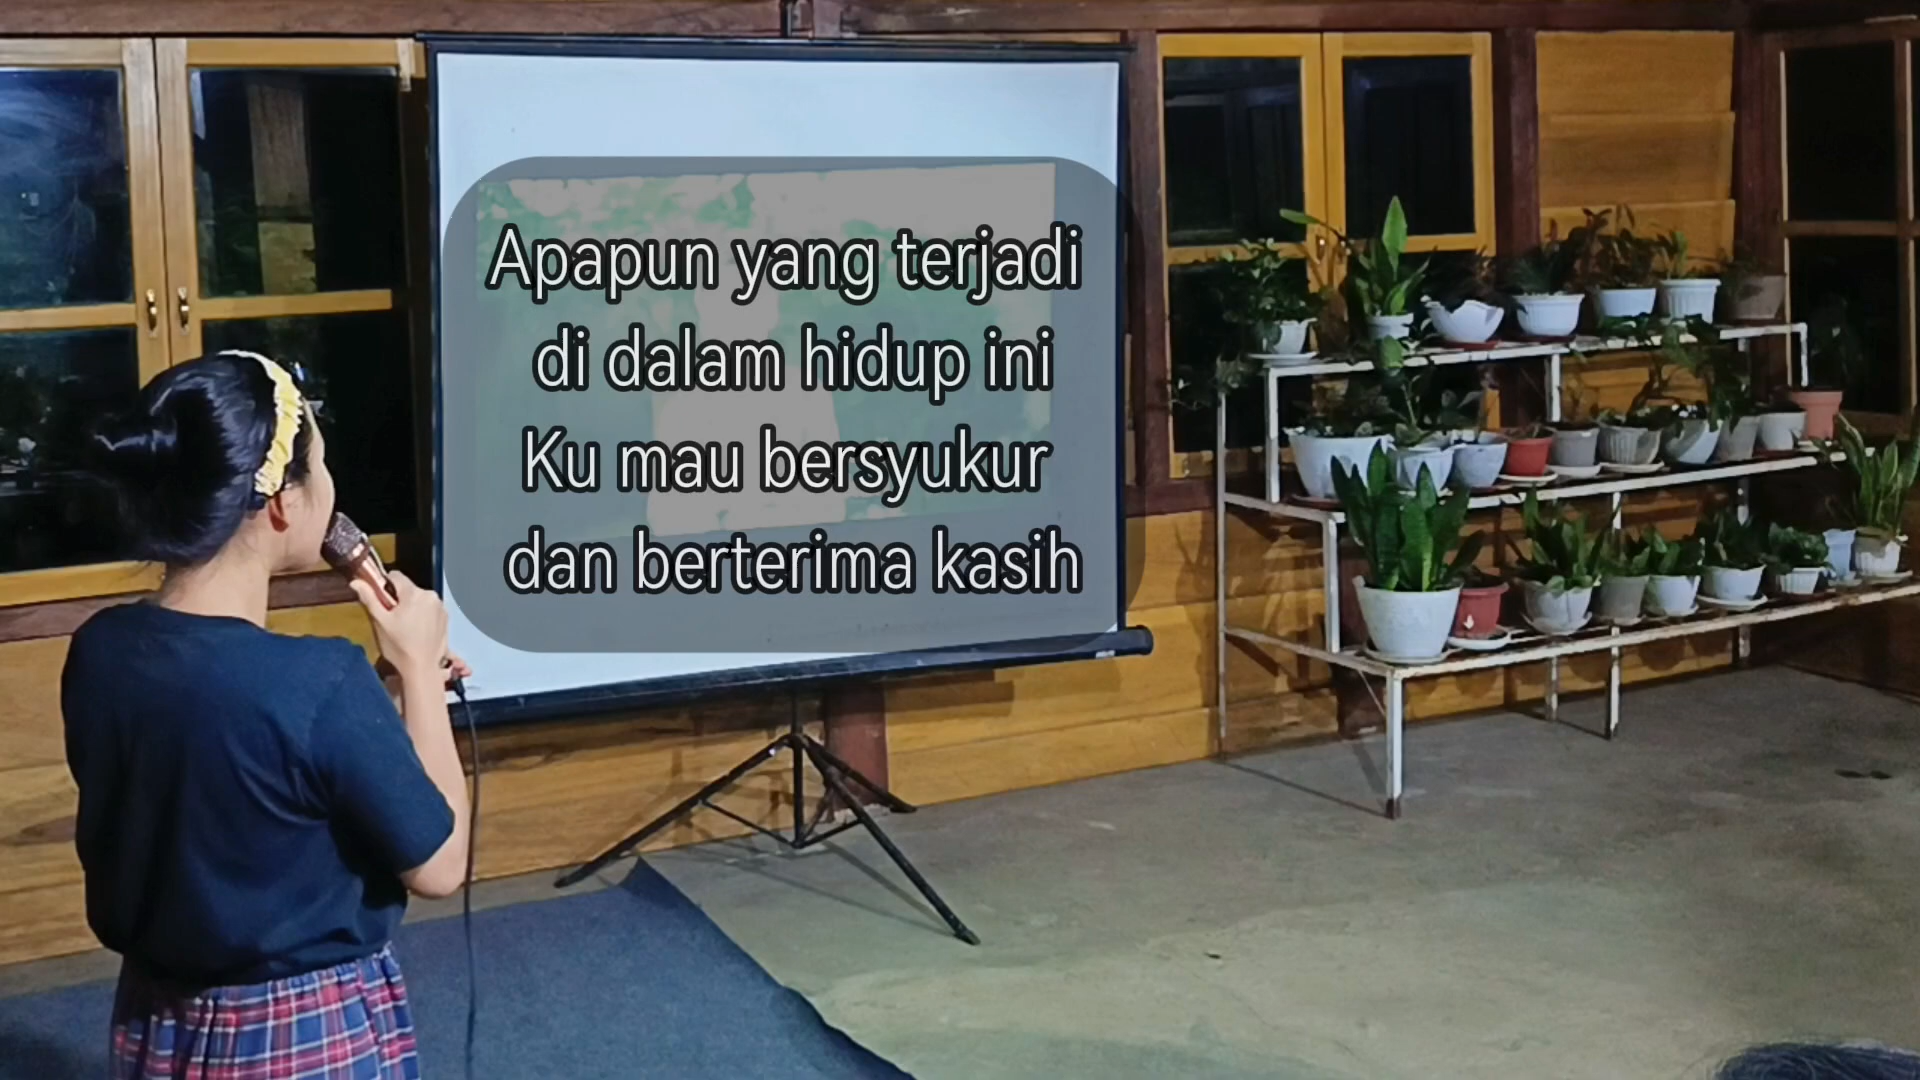 Apapun yang terjadi
di dalam hidup ini
Ku mau bersyukur
dan berterima kasih